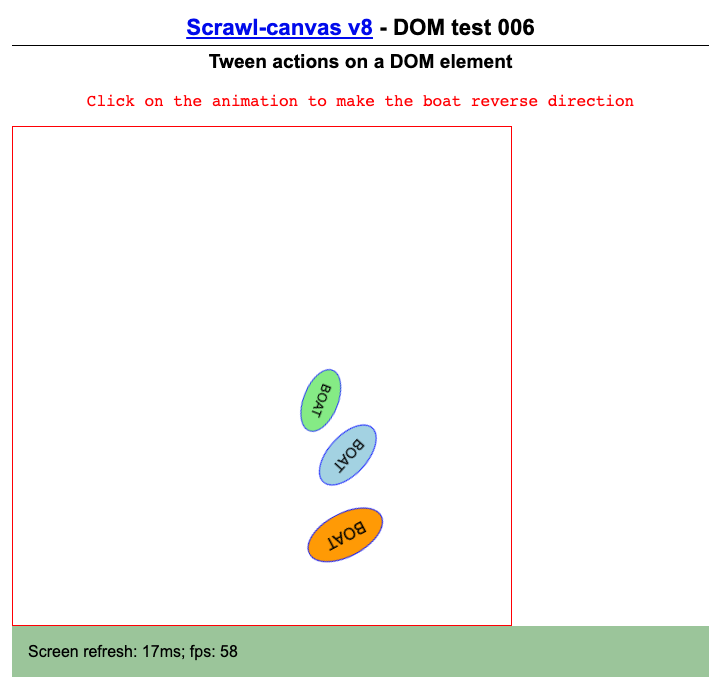 Scrawl-canvas v8 - DOM test 006
Tween actions on a DOM element
Click on the animation to make the boat reverse direction
BOAT
BOAT
BOAT
Screen refresh: 17ms; fps: 58